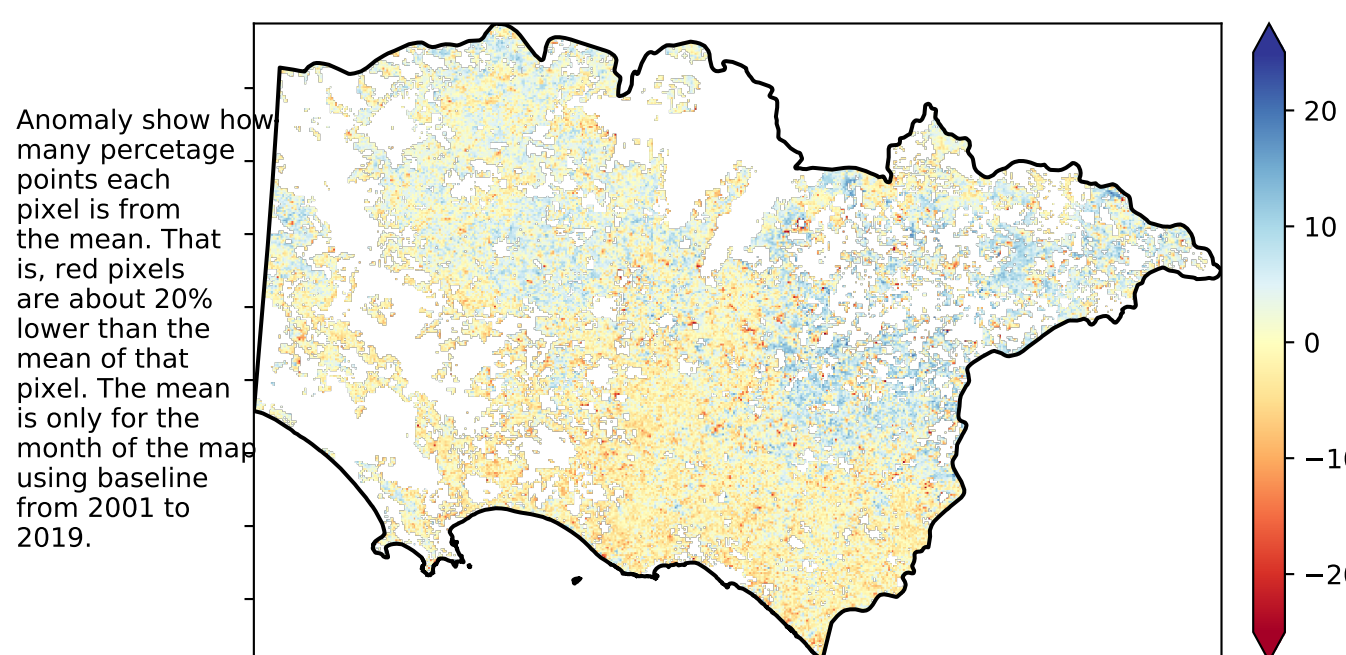 Anomaly show how
many percetage
points each
pixel is from
the mean. That
is, red pixels
are about 20%
lower than the
mean of that
pixel. The mean
is only for the
month of the map
using baseline
from 2001 to
2019.
20
10
0
−10
−20